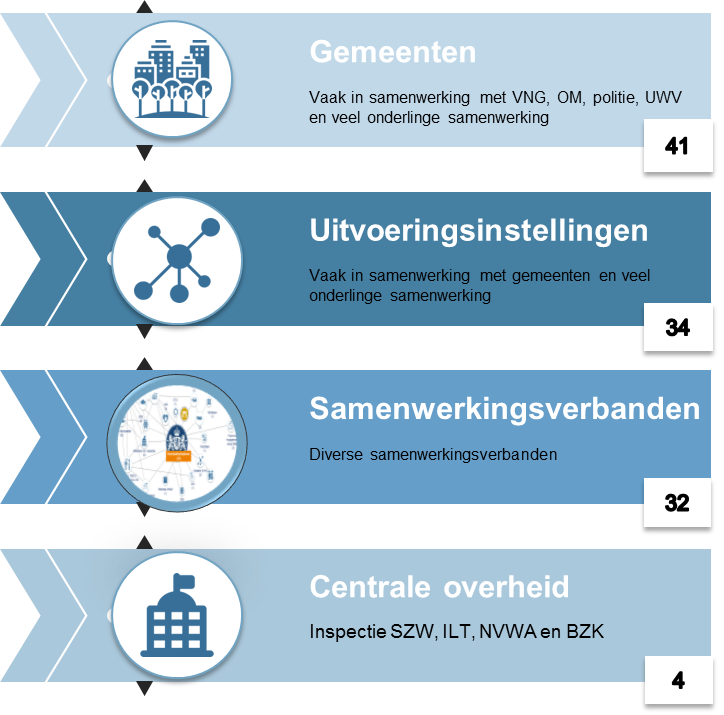 Gemeenten
Vaak in samenwerking met VNG, OM, politie, UWV
en veel onderlinge samenwerking
41
Uitvoeringsinstellingen
Vaak in samenwerking met gemeenten en veel
onderlinge samenwerking
34
Samenwerkingsverbanden
Diverse samenwerkingsverbanden
32
Centrale overheid
Inspectie SZW, ILT, NVWA en BZK
4